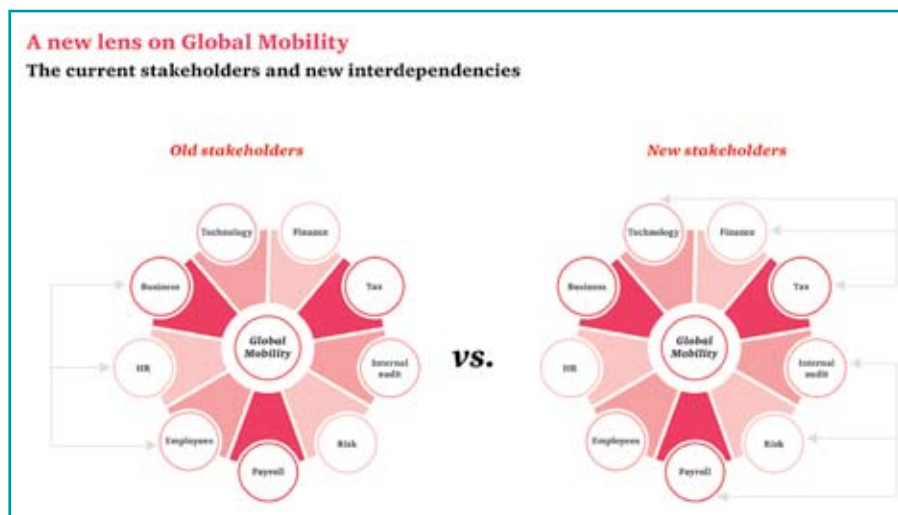 A new lens on Global Mobility
The current stakeholders and new interdependencies
Old stakeholders
Technology
Finance
Business
Tax
Global
Mobility
HR
Internal
audit
Employees
Risk
Payroll
vs.
New stakeholders
Technology
Finance
Business
Tax
Global
Mobility
HR
Internal
audit
Employees
Risk
Payroll